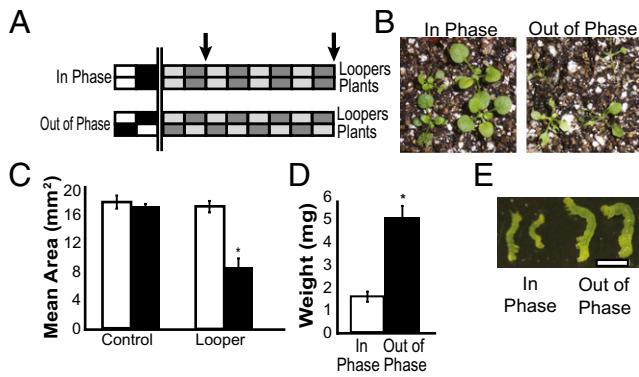 A
In Phase
Loopers
Plants
Out of Phase
Loopers
Plants
B
In Phase Out of Phase
C
Mean Area (mm²)
20
16
12
8
4
0
*
Control Looper
D
Weight (mg)
6
5
4
3
2
1
0
*
In Phase
Out of Phase
E
In Phase
Out of Phase